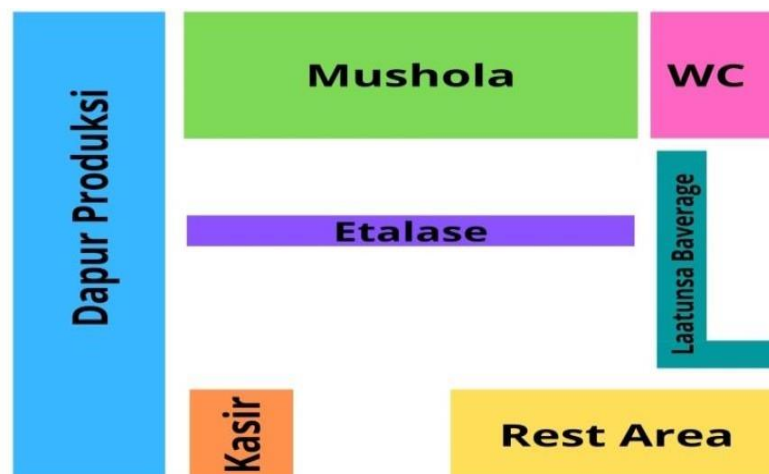 Dapur Produksi
Mushola
WC
Etalase
Laatunsa Baverage
Kasir
Rest Area